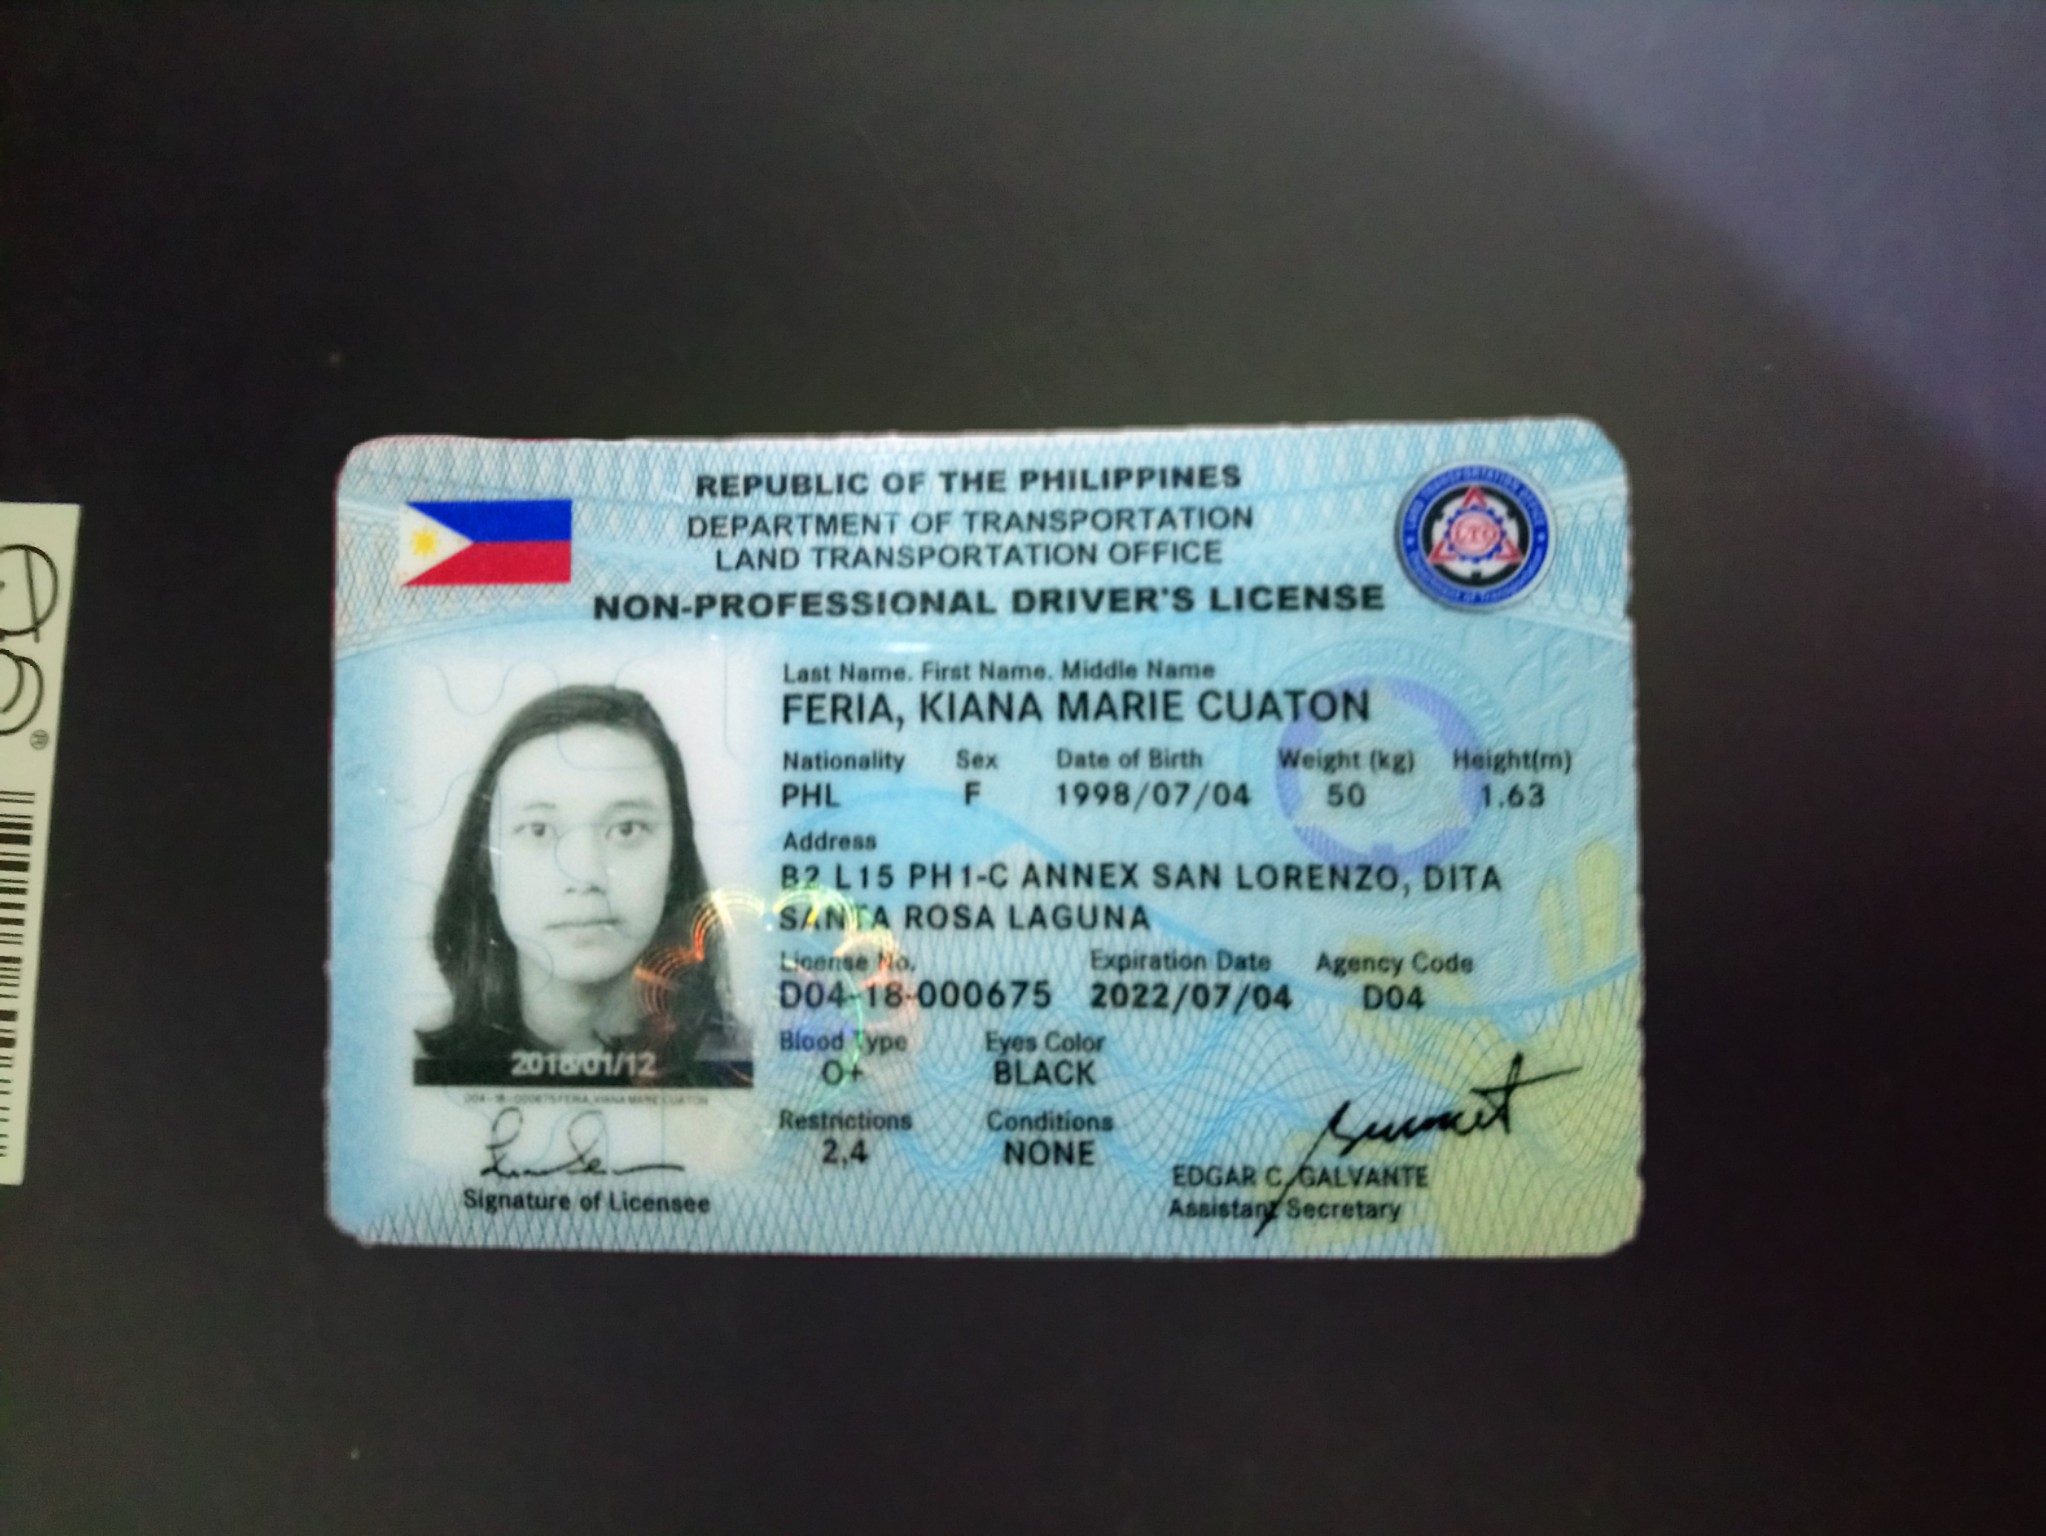 REPUBLIC OF THE PHILIPPINES
DEPARTMENT OF TRANSPORTATION
LAND TRANSPORTATION OFFICE
NON-PROFESSIONAL DRIVER'S LICENSE
Last Name. First Name. Middle Name
FERIA, KIANA MARIE CUATON
Nationality Sex Date of Birth Weight (kg) Height(m)
PHL F 1998/07/04 50 1.63
Address
B2 L15 PH1-C ANNEX SAN LORENZO, DITA
SANTA ROSA LAGUNA
License No. Expiration Date Agency Code
D04-18-000675 2022/07/04 D04
Blood Type Eyes Color
O+ BLACK
Restrictions Conditions
2,4 NONE
2018/01/12
D04-18-000675 FERIA, KIANA MARIE CUATON
Signature of Licensee
EDGAR C. GALVANTE
Assistant Secretary